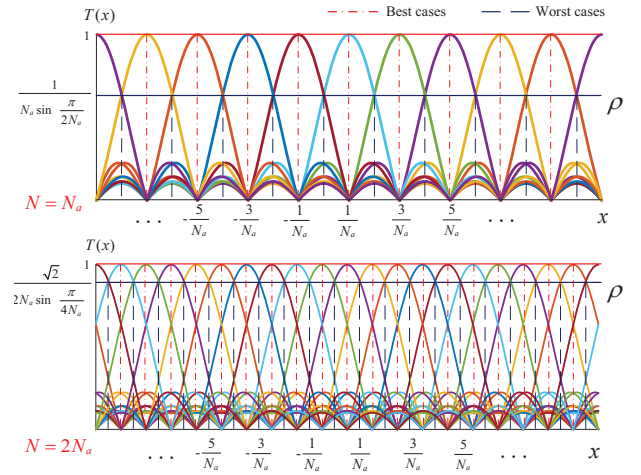 T(x)
Best cases
Worst cases
1
1 / N_a sin π/2N_a
ρ
N = N_a
. . . -5/N_a -3/N_a -1/N_a 1/N_a 3/N_a 5/N_a . . . x
T(x)
1
√2 / 2N_a sin π/4N_a
ρ
N = 2N_a
. . . -5/N_a -3/N_a -1/N_a 1/N_a 3/N_a 5/N_a . . . x